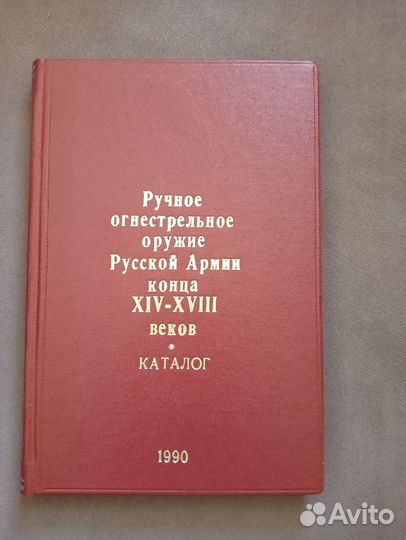 Ручное
огнестрельное
оружие
Русской Армии
конца
XIV-XVIII
веков
*
КАТАЛОГ
1990
Avito